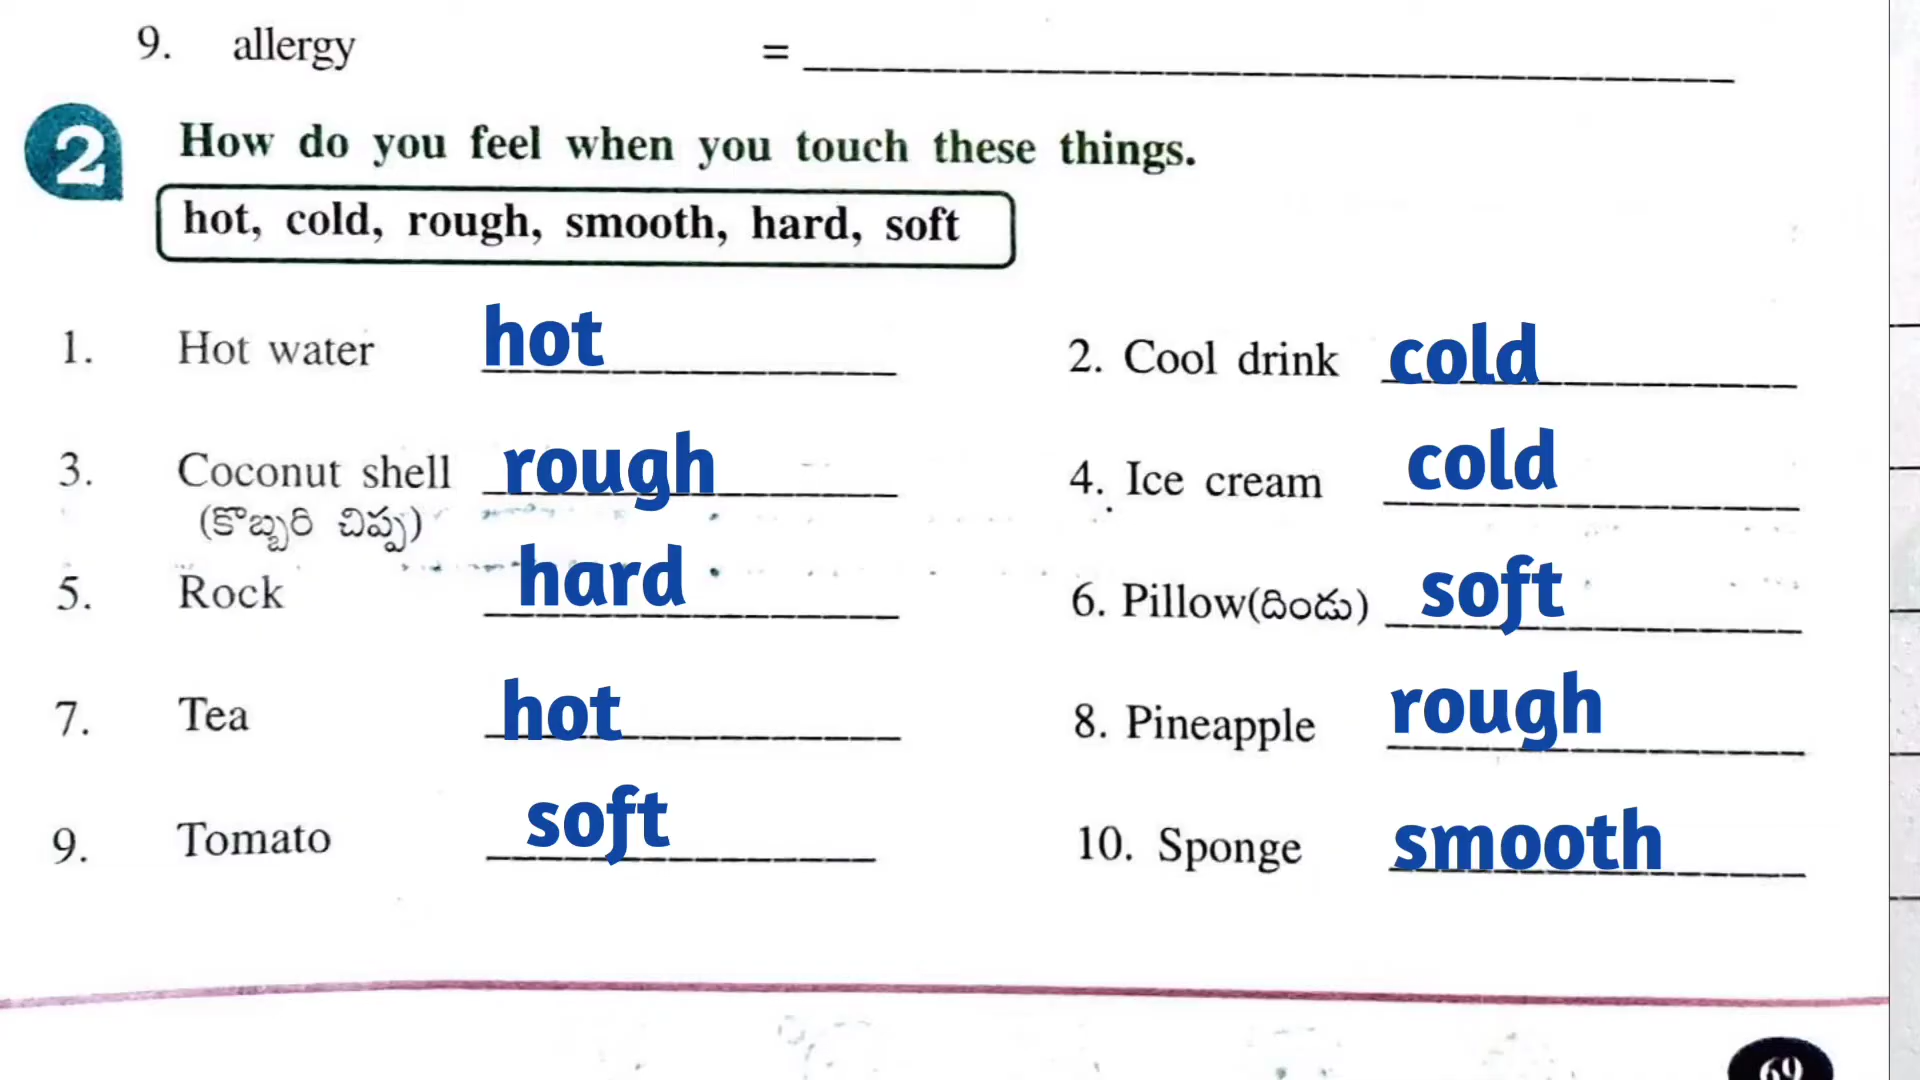 9. allergy = 
2 How do you feel when you touch these things.
hot, cold, rough, smooth, hard, soft
1. Hot water hot 2. Cool drink cold
3. Coconut shell rough 4. Ice cream cold
(కొబ్బరి చిప్ప)
5. Rock hard 6. Pillow(దిండు) soft
7. Tea hot 8. Pineapple rough
9. Tomato soft 10. Sponge smooth
69